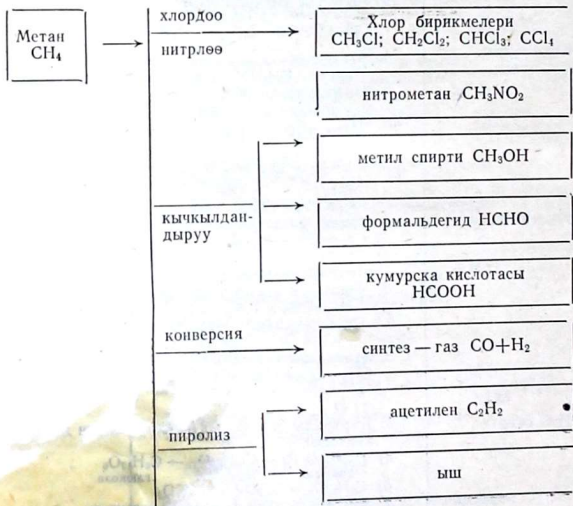 Метан
CH₄
хлордоо
Хлор бирикмелери
CH₃Cl; CH₂Cl₂; CHCl₃; CCl₄
нитрлөө
нитрометан CH₃NO₂
кычкылдан-
дыруу
метил спирти CH₃OH
формальдегид HCHO
кумурска кислотасы
HCOOH
конверсия
синтез — газ CO+H₂
пиролиз
ацетилен C₂H₂
ыш